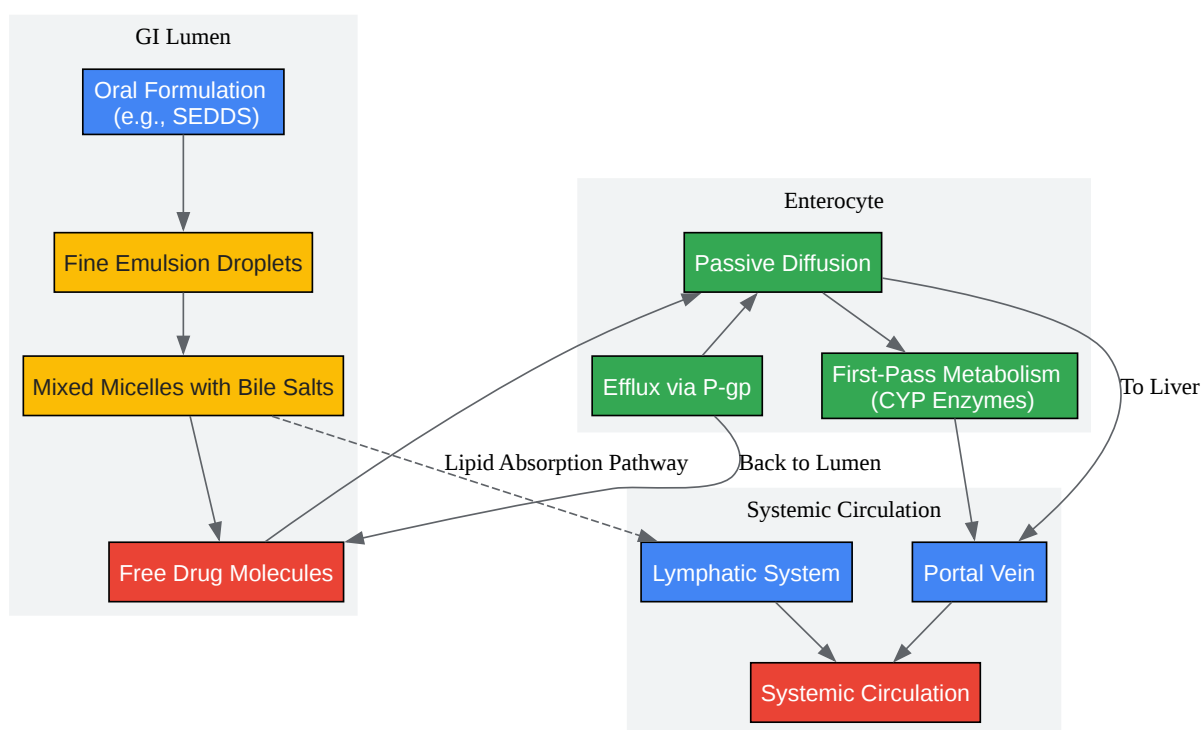 GI Lumen
Oral Formulation
(e.g., SEDDS)
Fine Emulsion Droplets
Mixed Micelles with Bile Salts
Free Drug Molecules
Enterocyte
Passive Diffusion
Efflux via P-gp
First-Pass Metabolism
(CYP Enzymes)
To Liver
Lipid Absorption Pathway
Back to Lumen
Systemic Circulation
Lymphatic System
Portal Vein
Systemic Circulation